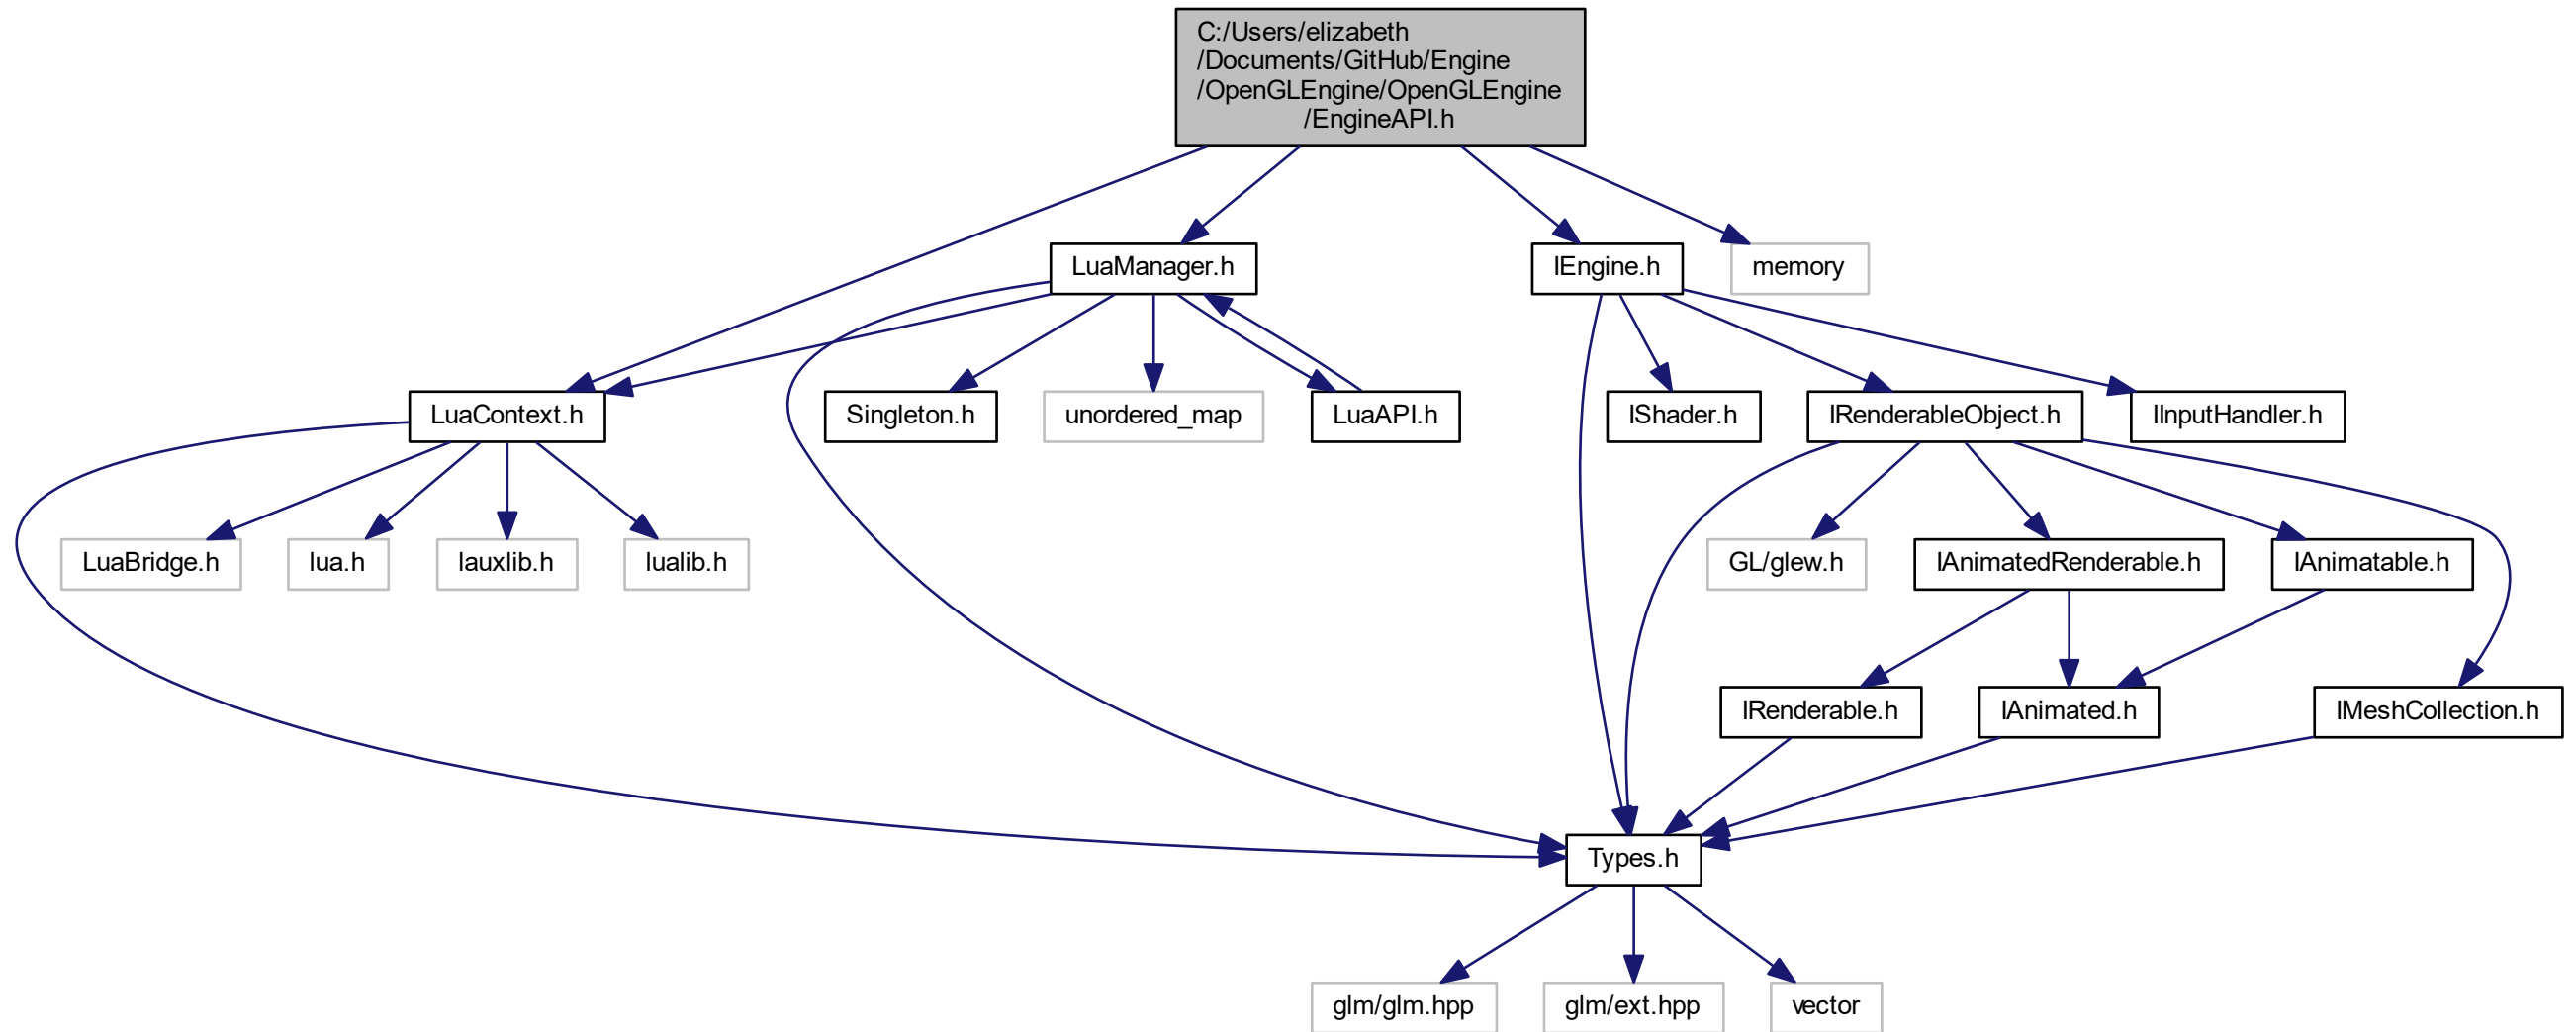 C:/Users/elizabeth
/Documents/GitHub/Engine
/OpenGLEngine/OpenGLEngine
/EngineAPI.h
LuaManager.h
IEngine.h
memory
LuaContext.h
Singleton.h
unordered_map
LuaAPI.h
IShader.h
IRenderableObject.h
IInputHandler.h
LuaBridge.h
lua.h
lauxlib.h
lualib.h
GL/glew.h
IAnimatedRenderable.h
IAnimatable.h
IRenderable.h
IAnimated.h
IMeshCollection.h
Types.h
glm/glm.hpp
glm/ext.hpp
vector